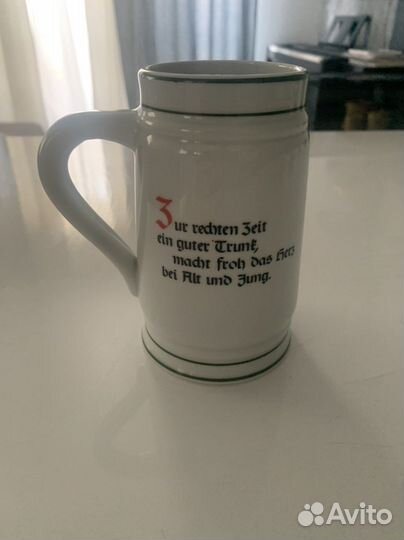 Zur rechten Zeit
ein guter Trunk,
macht froh das Herz
bei Alt und Jung.
Avito